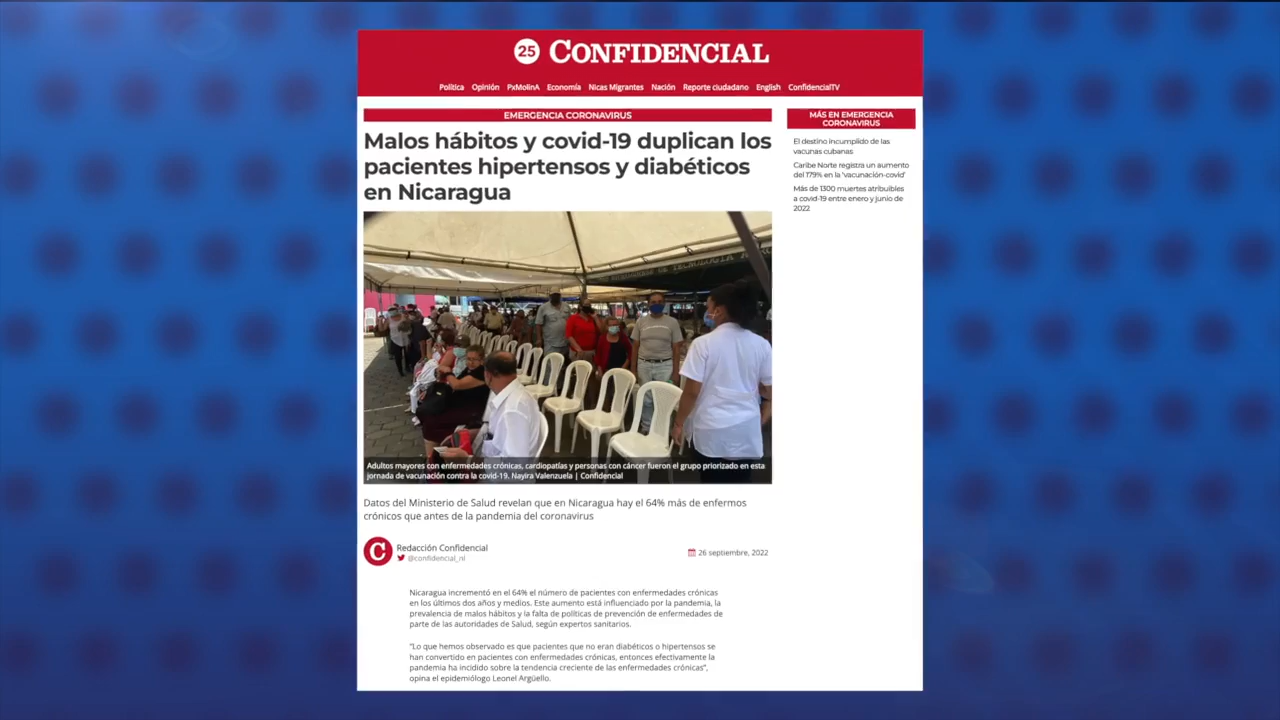 25 CONFIDENCIAL
Política Opinión PxMolinA Economía Nicas Migrantes Nación Reporte ciudadano English ConfidencialTV
EMERGENCIA CORONAVIRUS
Malos hábitos y covid-19 duplican los
pacientes hipertensos y diabéticos
en Nicaragua
DE TECNOLOGÍA
Adultos mayores con enfermedades crónicas, cardiopatías y personas con cáncer fueron el grupo priorizado en esta
jornada de vacunación contra la covid-19. Nayira Valenzuela | Confidencial
Datos del Ministerio de Salud revelan que en Nicaragua hay el 64% más de enfermos
crónicos que antes de la pandemia del coronavirus
C
Redacción Confidencial
@confidencial_nl
26 septiembre, 2022
Nicaragua incrementó en el 64% el número de pacientes con enfermedades crónicas
en los últimos dos años y medios. Este aumento está influenciado por la pandemia, la
prevalencia de malos hábitos y la falta de políticas de prevención de enfermedades de
parte de las autoridades de Salud, según expertos sanitarios.
"Lo que hemos observado es que pacientes que no eran diabéticos o hipertensos se
han convertido en pacientes con enfermedades crónicas, entonces efectivamente la
pandemia ha incidido sobre la tendencia creciente de las enfermedades crónicas",
opina el epidemiólogo Leonel Argüello.
MÁS EN EMERGENCIA
CORONAVIRUS
El destino incumplido de las
vacunas cubanas
Caribe Norte registra un aumento
del 179% en la 'vacunación-covid'
Más de 1300 muertes atribuibles
a covid-19 entre enero y junio de
2022